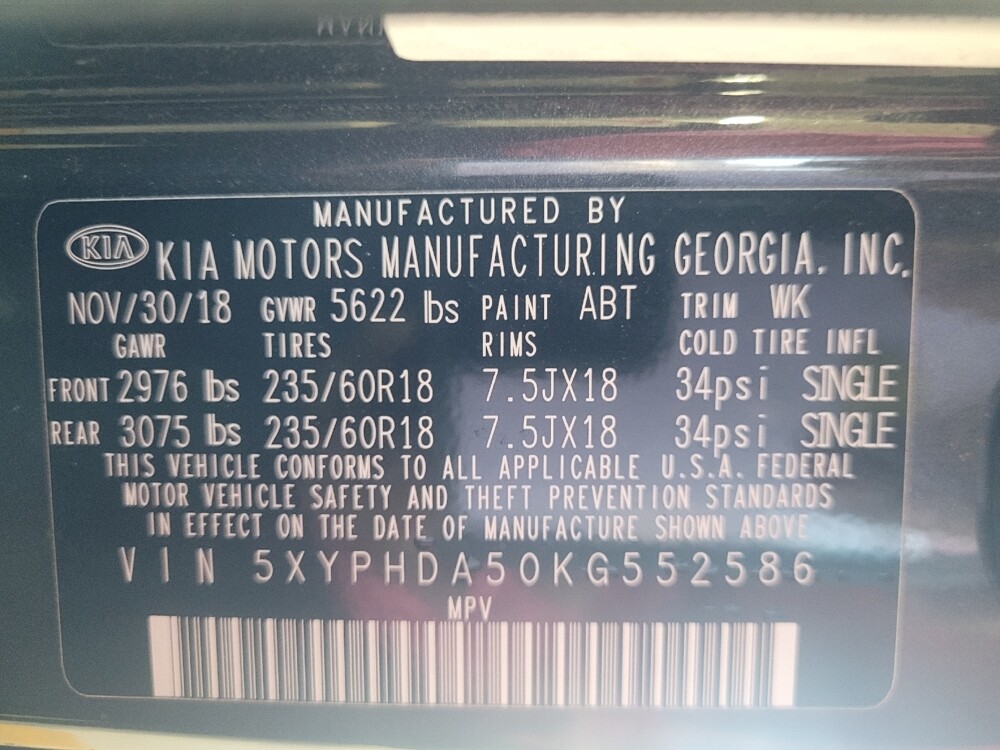 MANUFACTURED BY
KIA KIA MOTORS MANUFACTURING GEORGIA, INC.
NOV/30/18 GVWR 5622 lbs PAINT ABT TRIM WK
GAWR TIRES RIMS COLD TIRE INFL
FRONT 2976 lbs 235/60R18 7.5JX18 34psi SINGLE
REAR 3075 lbs 235/60R18 7.5JX18 34psi SINGLE
THIS VEHICLE CONFORMS TO ALL APPLICABLE U.S.A. FEDERAL
MOTOR VEHICLE SAFETY AND THEFT PREVENTION STANDARDS
IN EFFECT ON THE DATE OF MANUFACTURE SHOWN ABOVE
VIN 5XYPHDA50KG552586
MPV